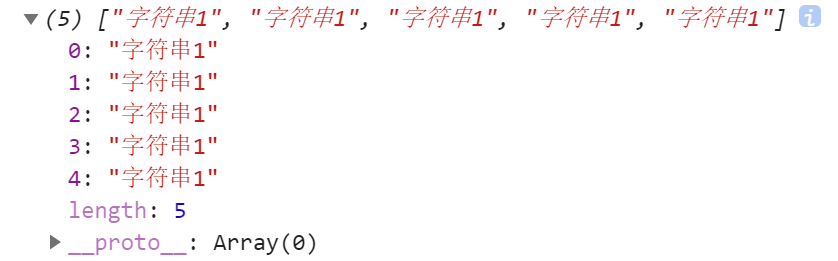 (5) ["字符串1", "字符串1", "字符串1", "字符串1", "字符串1"] i
0: "字符串1"
1: "字符串1"
2: "字符串1"
3: "字符串1"
4: "字符串1"
length: 5
__proto__: Array(0)